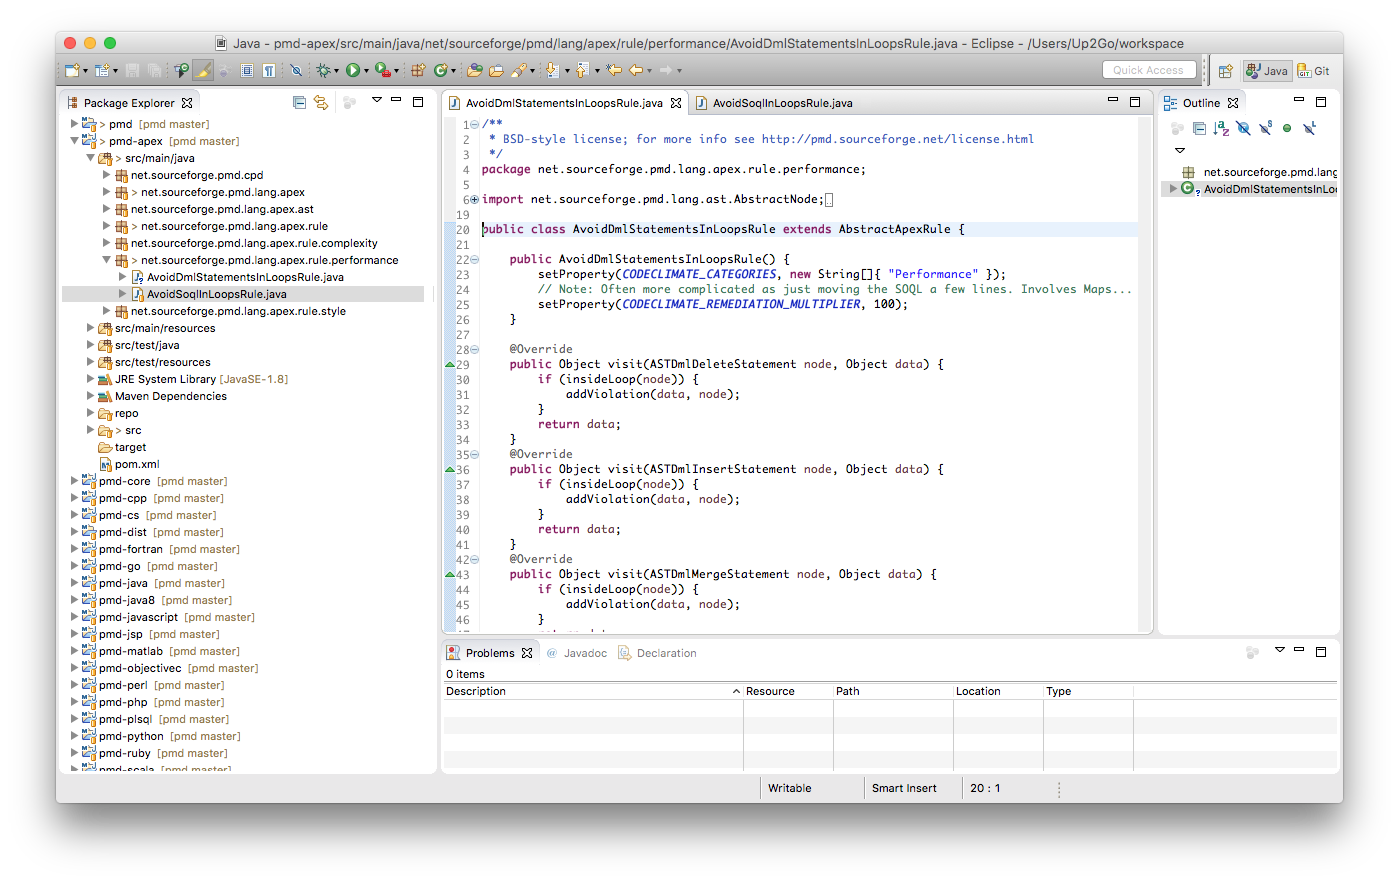 Java - pmd-apex/src/main/java/net/sourceforge/pmd/lang/apex/rule/performance/AvoidDmlStatementsInLoopsRule.java - Eclipse - /Users/Up2Go/workspace
Quick Access
Java
Git
Package Explorer
> pmd [pmd master]
> pmd-apex [pmd master]
> src/main/java
net.sourceforge.pmd.cpd
> net.sourceforge.pmd.lang.apex
net.sourceforge.pmd.lang.apex.ast
> net.sourceforge.pmd.lang.apex.rule
net.sourceforge.pmd.lang.apex.rule.complexity
> net.sourceforge.pmd.lang.apex.rule.performance
AvoidDmlStatementsInLoopsRule.java
AvoidSoqlInLoopsRule.java
net.sourceforge.pmd.lang.apex.rule.style
src/main/resources
src/test/java
src/test/resources
JRE System Library [JavaSE-1.8]
Maven Dependencies
repo
> src
target
pom.xml
pmd-core [pmd master]
pmd-cpp [pmd master]
pmd-cs [pmd master]
pmd-dist [pmd master]
pmd-fortran [pmd master]
pmd-go [pmd master]
pmd-java [pmd master]
pmd-java8 [pmd master]
pmd-javascript [pmd master]
pmd-jsp [pmd master]
pmd-matlab [pmd master]
pmd-objectivec [pmd master]
pmd-perl [pmd master]
pmd-php [pmd master]
pmd-plsql [pmd master]
pmd-python [pmd master]
pmd-ruby [pmd master]
pmd-scala [pmd master]
AvoidDmlStatementsInLoopsRule.java
AvoidSoqlInLoopsRule.java
1 /**
2 * BSD-style license; for more info see http://pmd.sourceforge.net/license.html
3 */
4 package net.sourceforge.pmd.lang.apex.rule.performance;
5
6 import net.sourceforge.pmd.lang.ast.AbstractNode;
19
20 public class AvoidDmlStatementsInLoopsRule extends AbstractApexRule {
21
22 public AvoidDmlStatementsInLoopsRule() {
23 setProperty(CODECLIMATE_CATEGORIES, new String[]{ "Performance" });
24 // Note: Often more complicated as just moving the SOQL a few lines. Involves Maps...
25 setProperty(CODECLIMATE_REMEDIATION_MULTIPLIER, 100);
26 }
27
28 @Override
29 public Object visit(ASTDmlDeleteStatement node, Object data) {
30 if (insideLoop(node)) {
31 addViolation(data, node);
32 }
33 return data;
34 }
35 @Override
36 public Object visit(ASTDmlInsertStatement node, Object data) {
37 if (insideLoop(node)) {
38 addViolation(data, node);
39 }
40 return data;
41 }
42 @Override
43 public Object visit(ASTDmlMergeStatement node, Object data) {
44 if (insideLoop(node)) {
45 addViolation(data, node);
46 }
Outline
net.sourceforge.pmd.lang
AvoidDmlStatementsInLoo
Problems
@ Javadoc
Declaration
0 items
Description Resource Path Location Type
Writable Smart Insert 20 : 1